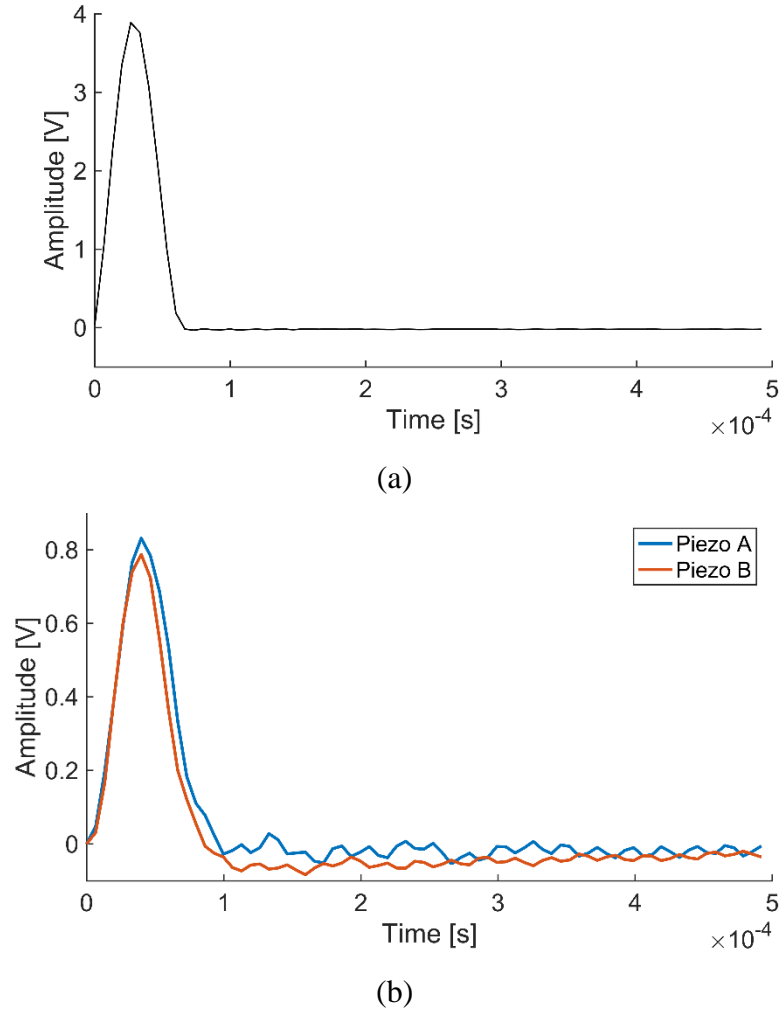 4
3
2
1
0
Amplitude [V]
0 1 2 3 4 5
Time [s]
×10-4
(a)
0.8
0.6
0.4
0.2
0
Amplitude [V]
Piezo A
Piezo B
0 1 2 3 4 5
Time [s]
×10-4
(b)